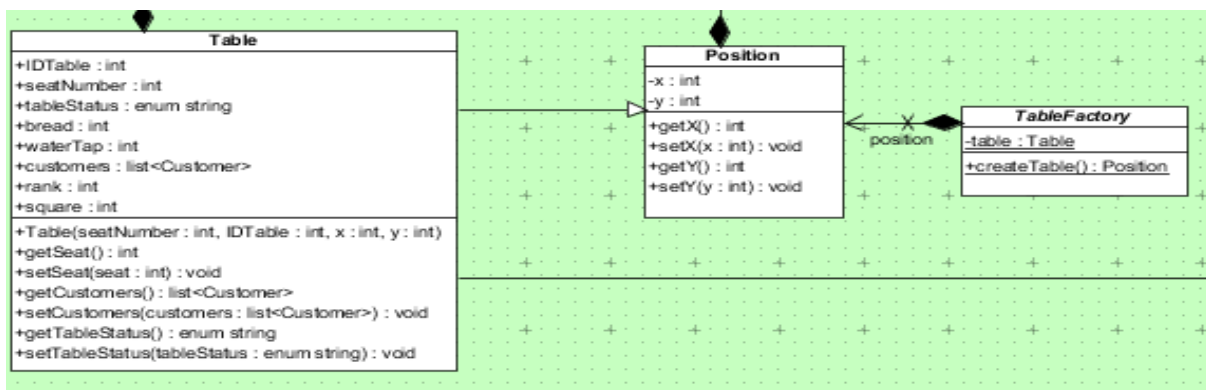 Table
+IDTable : int
+seatNumber : int
+tableStatus : enum string
+bread : int
+waterTap : int
+customers : list<Customer>
+rank : int
+square : int
+Table(seatNumber : int, IDTable : int, x : int, y : int)
+getSeat() : int
+setSeat(seat : int) : void
+getCustomers() : list<Customer>
+setCustomers(customers : list<Customer>) : void
+getTableStatus() : enum string
+setTableStatus(tableStatus : enum string) : void
Position
-x : int
-y : int
+getX() : int
+setX(x : int) : void
+getY() : int
+setY(y : int) : void
position
TableFactory
-table : Table
+createTable() : Position